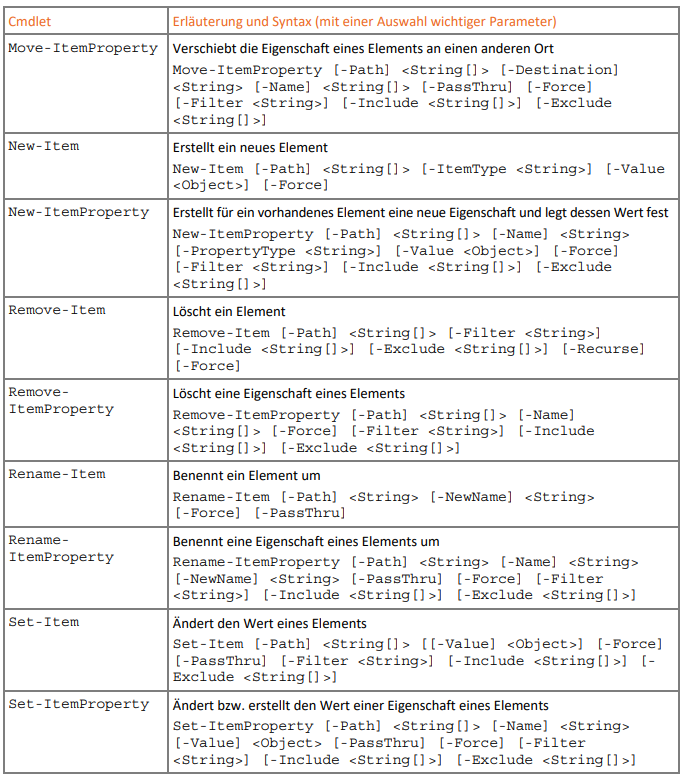 Cmdlet
Erläuterung und Syntax (mit einer Auswahl wichtiger Parameter)
Move-ItemProperty
Verschiebt die Eigenschaft eines Elements an einen anderen Ort
Move-ItemProperty [-Path] <String[]> [-Destination]
<String> [-Name] <String[]> [-PassThru] [-Force]
[-Filter <String>] [-Include <String[]>] [-Exclude
<String[]>]
New-Item
Erstellt ein neues Element
New-Item [-Path] <String[]> [-ItemType <String>] [-Value
<Object>] [-Force]
New-ItemProperty
Erstellt für ein vorhandenes Element eine neue Eigenschaft und legt dessen Wert fest
New-ItemProperty [-Path] <String[]> [-Name] <String>
[-PropertyType <String>] [-Value <Object>] [-Force]
[-Filter <String>] [-Include <String[]>] [-Exclude
<String[]>]
Remove-Item
Löscht ein Element
Remove-Item [-Path] <String[]> [-Filter <String>]
[-Include <String[]>] [-Exclude <String[]>] [-Recurse]
[-Force]
Remove-
ItemProperty
Löscht eine Eigenschaft eines Elements
Remove-ItemProperty [-Path] <String[]> [-Name]
<String[]> [-Force] [-Filter <String>] [-Include
<String[]>] [-Exclude <String[]>]
Rename-Item
Benennt ein Element um
Rename-Item [-Path] <String> [-NewName] <String>
[-Force] [-PassThru]
Rename-
ItemProperty
Benennt eine Eigenschaft eines Elements um
Rename-ItemProperty [-Path] <String> [-Name] <String>
[-NewName] <String> [-PassThru] [-Force] [-Filter
<String>] [-Include <String[]>] [-Exclude <String[]>]
Set-Item
Ändert den Wert eines Elements
Set-Item [-Path] <String[]> [[-Value] <Object>] [-Force]
[-PassThru] [-Filter <String>] [-Include <String[]>] [-
Exclude <String[]>]
Set-ItemProperty
Ändert bzw. erstellt den Wert einer Eigenschaft eines Elements
Set-ItemProperty [-Path] <String[]> [-Name] <String>
[-Value] <Object> [-PassThru] [-Force] [-Filter
<String>] [-Include <String[]>] [-Exclude <String[]>]